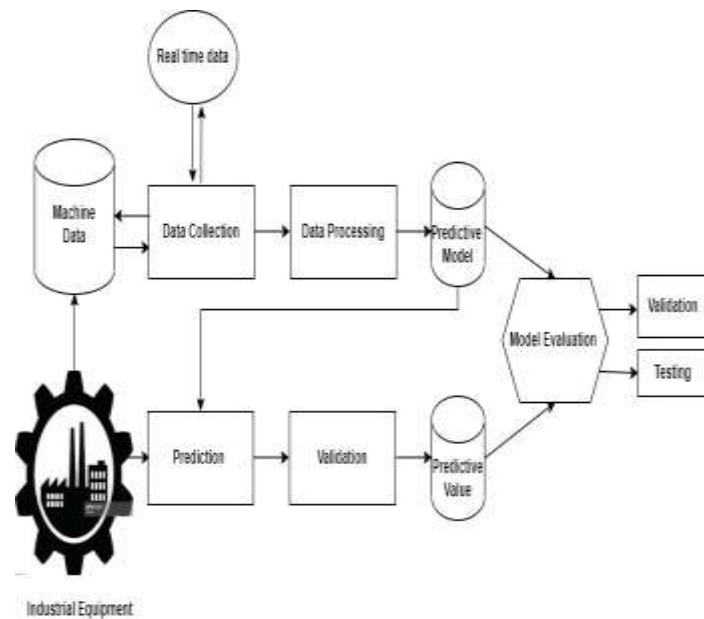 Real time data
Machine
Data
Data Collection
Data Processing
Predictive
Model
Model Evaluation
Validation
Testing
Prediction
Validation
Predictive
Value
Industrial Equipment